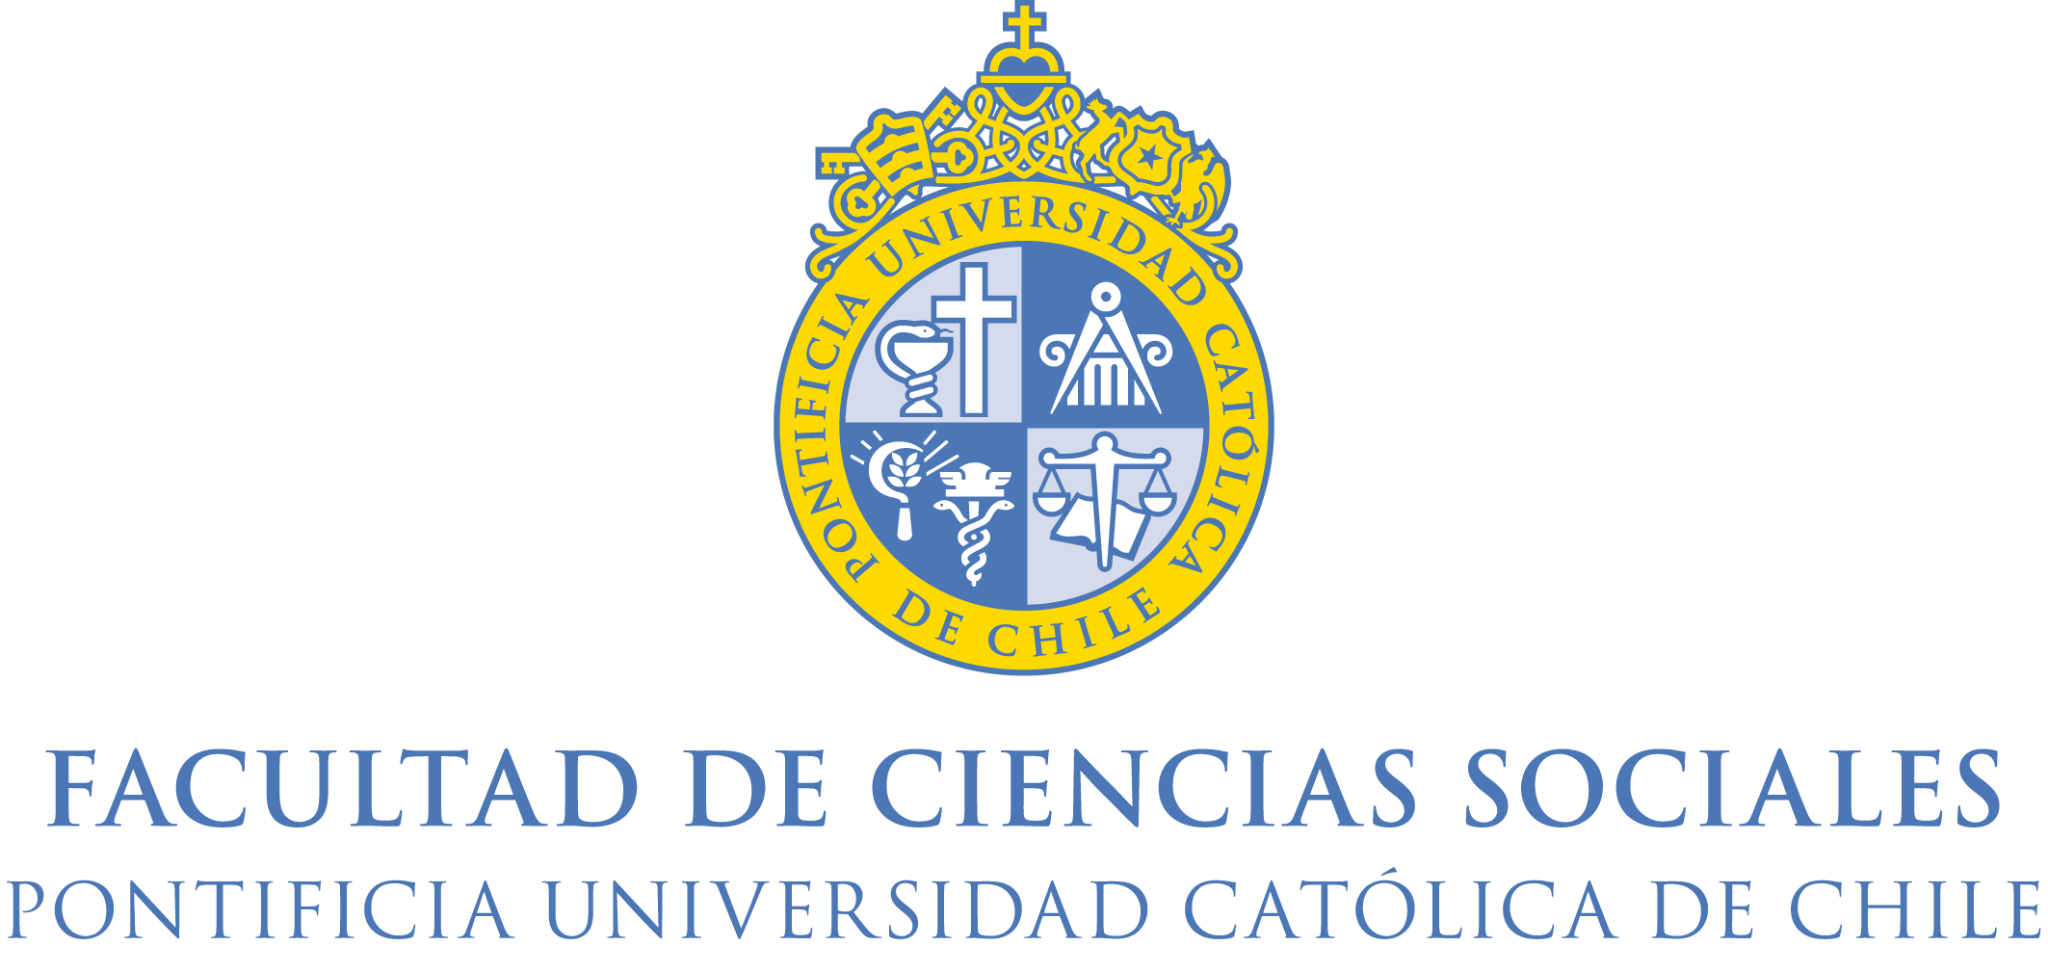 PONTIFICIA UNIVERSIDAD CATÓLICA
DE CHILE
FACULTAD DE CIENCIAS SOCIALES
PONTIFICIA UNIVERSIDAD CATÓLICA DE CHILE